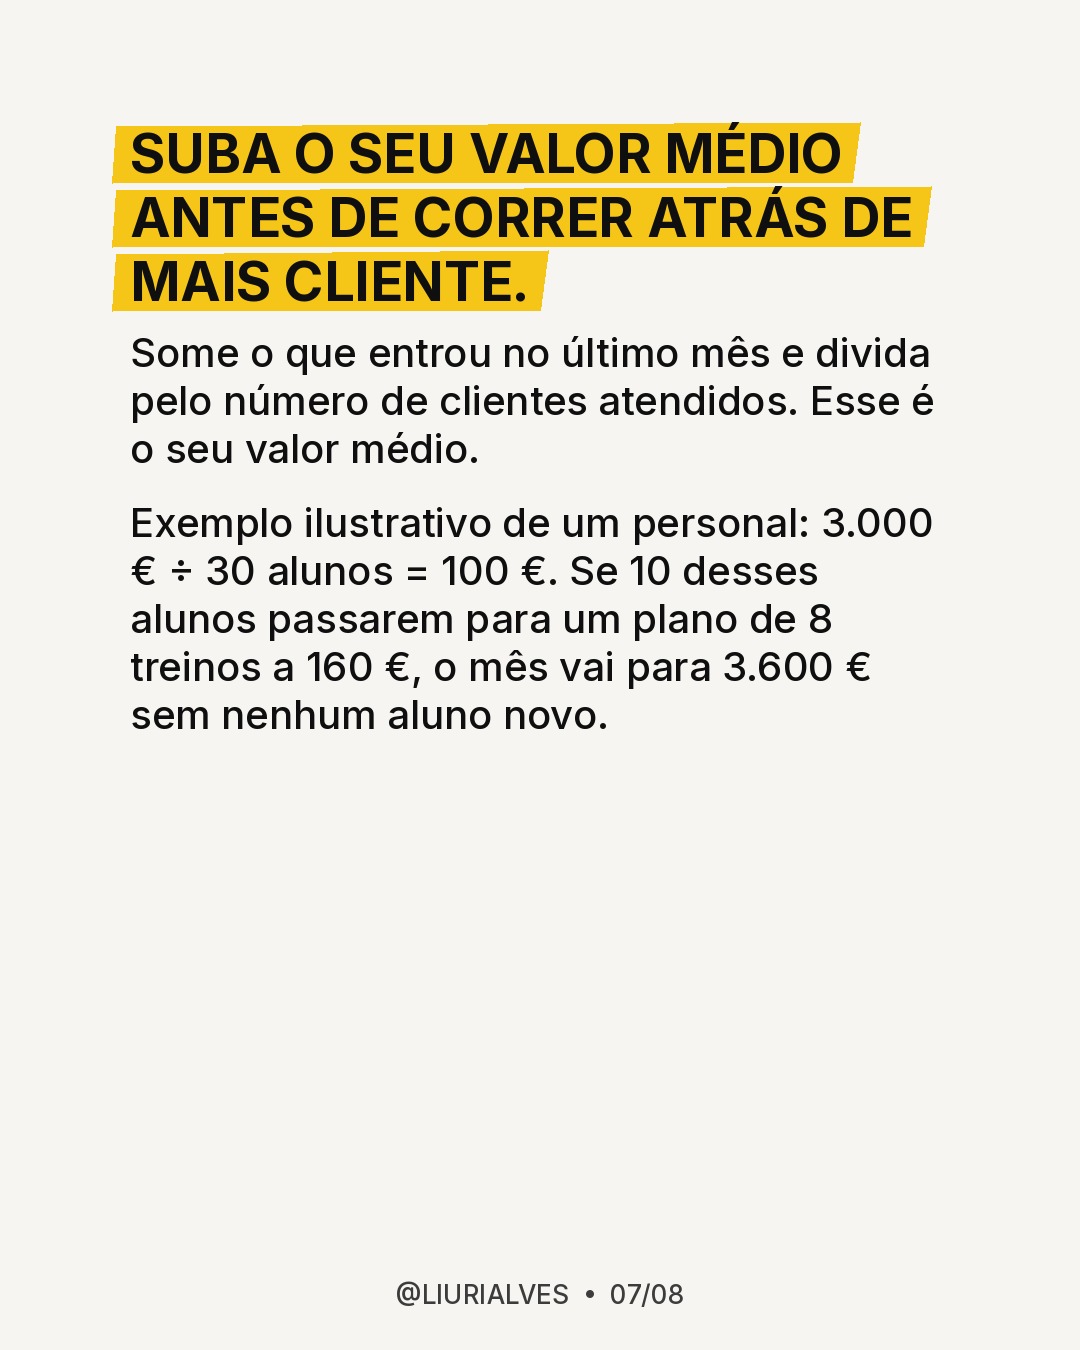 SUBA O SEU VALOR MÉDIO
ANTES DE CORRER ATRÁS DE
MAIS CLIENTE.
Some o que entrou no último mês e divida
pelo número de clientes atendidos. Esse é
o seu valor médio.
Exemplo ilustrativo de um personal: 3.000
€ ÷ 30 alunos = 100 €. Se 10 desses
alunos passarem para um plano de 8
treinos a 160 €, o mês vai para 3.600 €
sem nenhum aluno novo.
@LIURIALVES • 07/08